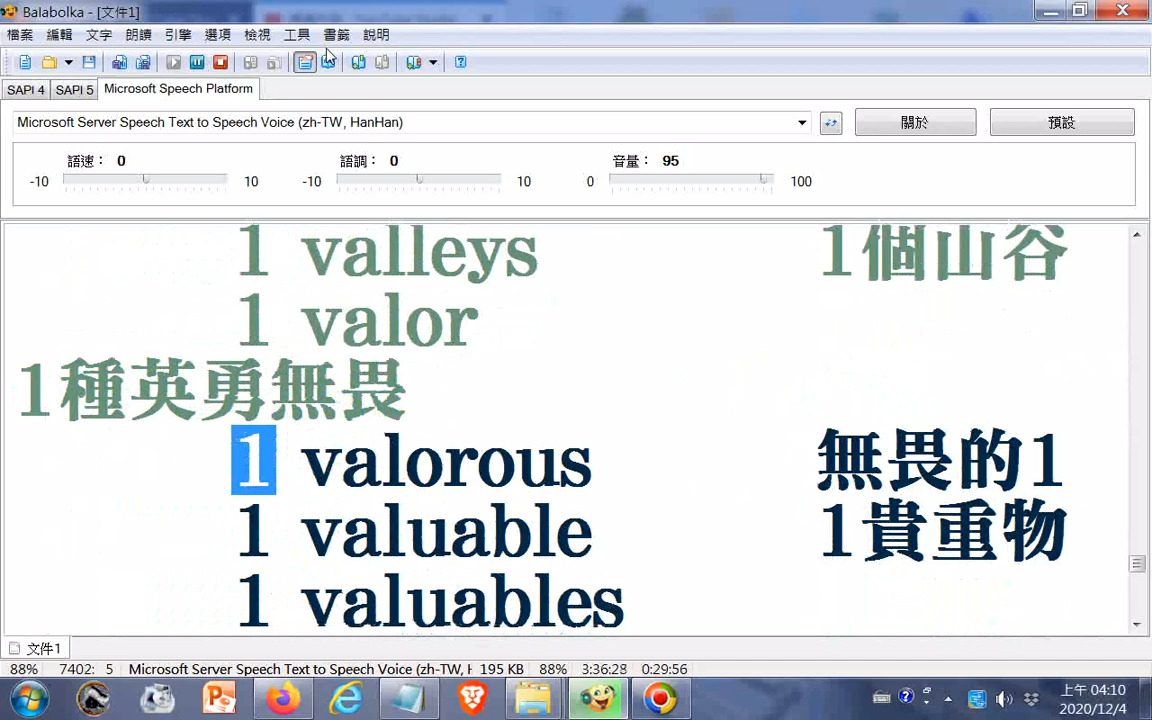 Balabolka - [文件1]
檔案 編輯 文字 朗讀 引擎 選項 檢視 工具 書籤 說明
SAPI 4 SAPI 5 Microsoft Speech Platform
Microsoft Server Speech Text to Speech Voice (zh-TW, HanHan) 關於 預設
語速： 0 語調： 0 音量： 95
-10 10 -10 10 0 100
1 valleys 1個山谷
1 valor
1種英勇無畏
1 valorous 無畏的1
1 valuable 1貴重物
1 valuables
文件1
88% 7402: 5 Microsoft Server Speech Text to Speech Voice (zh-TW, H 195 KB 88% 3:36:28 0:29:56
上午 04:10
2020/12/4